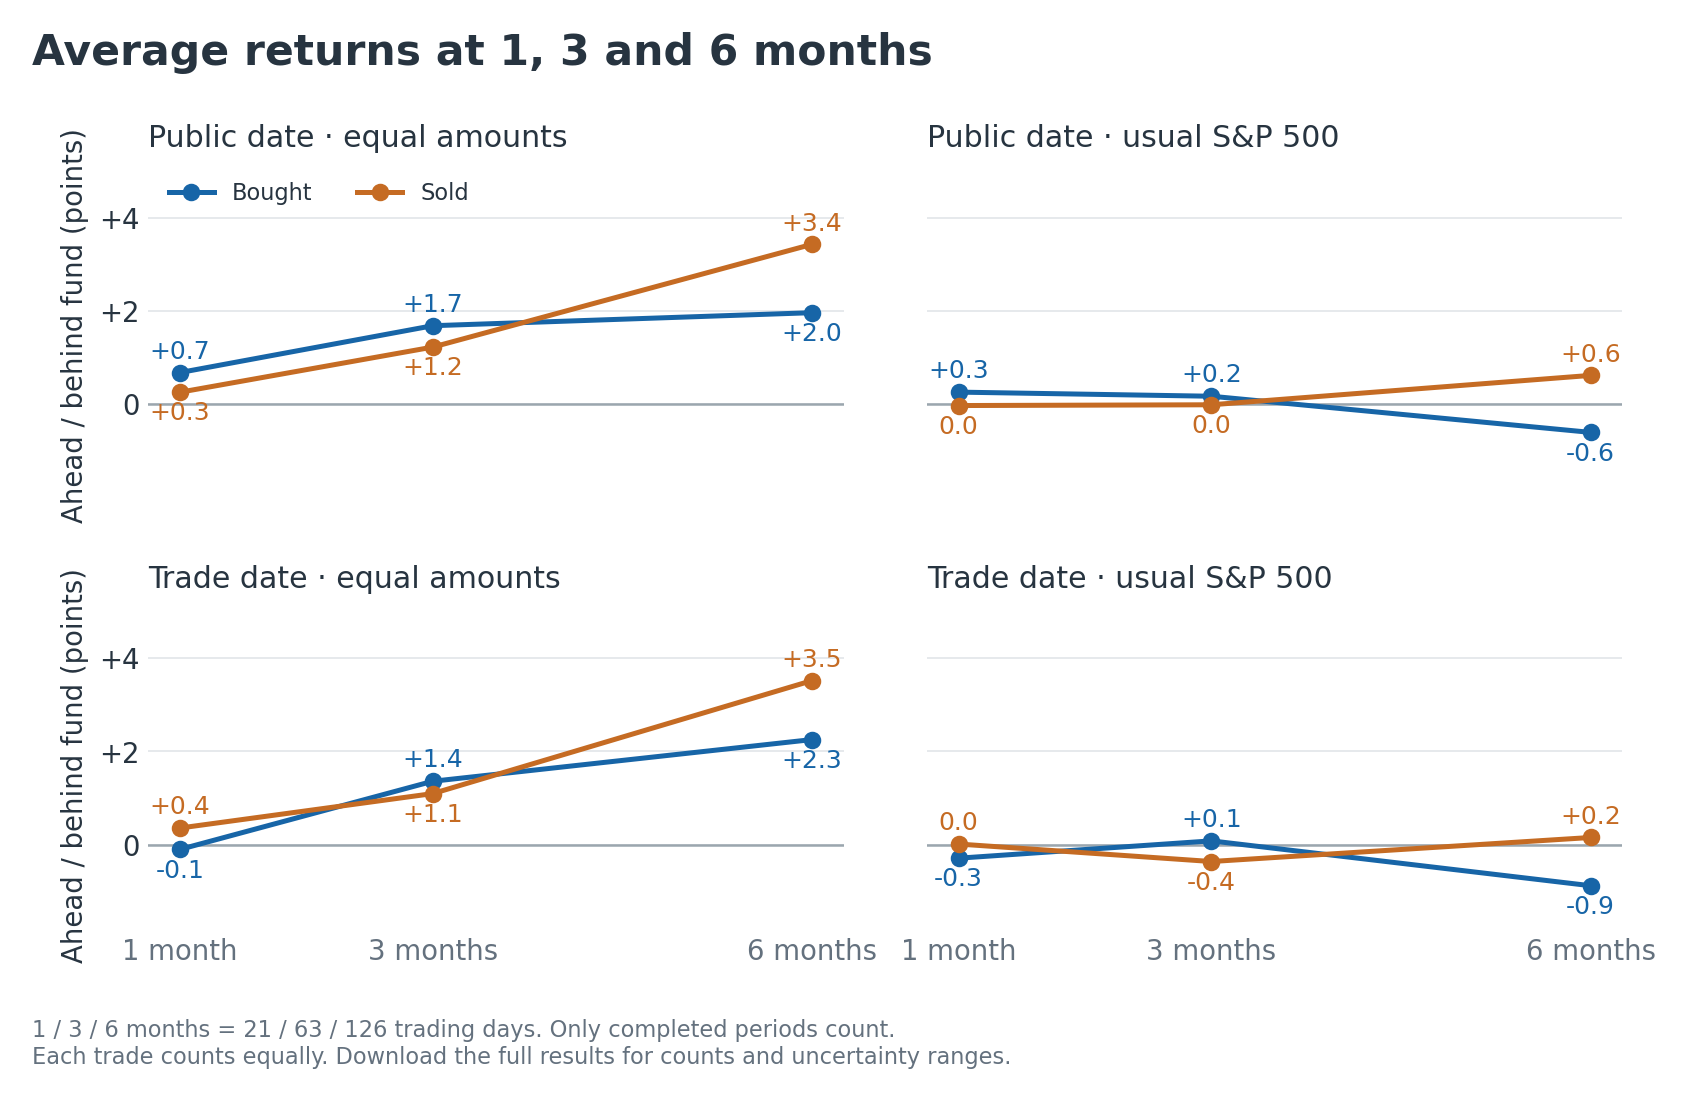 Average returns at 1, 3 and 6 months
Public date · equal amounts
Public date · usual S&P 500
Ahead / behind fund (points)
Bought
Sold
+4
+2
0
+0.7
+0.3
+1.7
+1.2
+3.4
+2.0
+0.3
0.0
+0.2
0.0
+0.6
-0.6
Trade date · equal amounts
Trade date · usual S&P 500
Ahead / behind fund (points)
+4
+2
0
+0.4
-0.1
+1.4
+1.1
+3.5
+2.3
0.0
-0.3
+0.1
-0.4
+0.2
-0.9
1 month
3 months
6 months
1 month
3 months
6 months
1 / 3 / 6 months = 21 / 63 / 126 trading days. Only completed periods count.
Each trade counts equally. Download the full results for counts and uncertainty ranges.